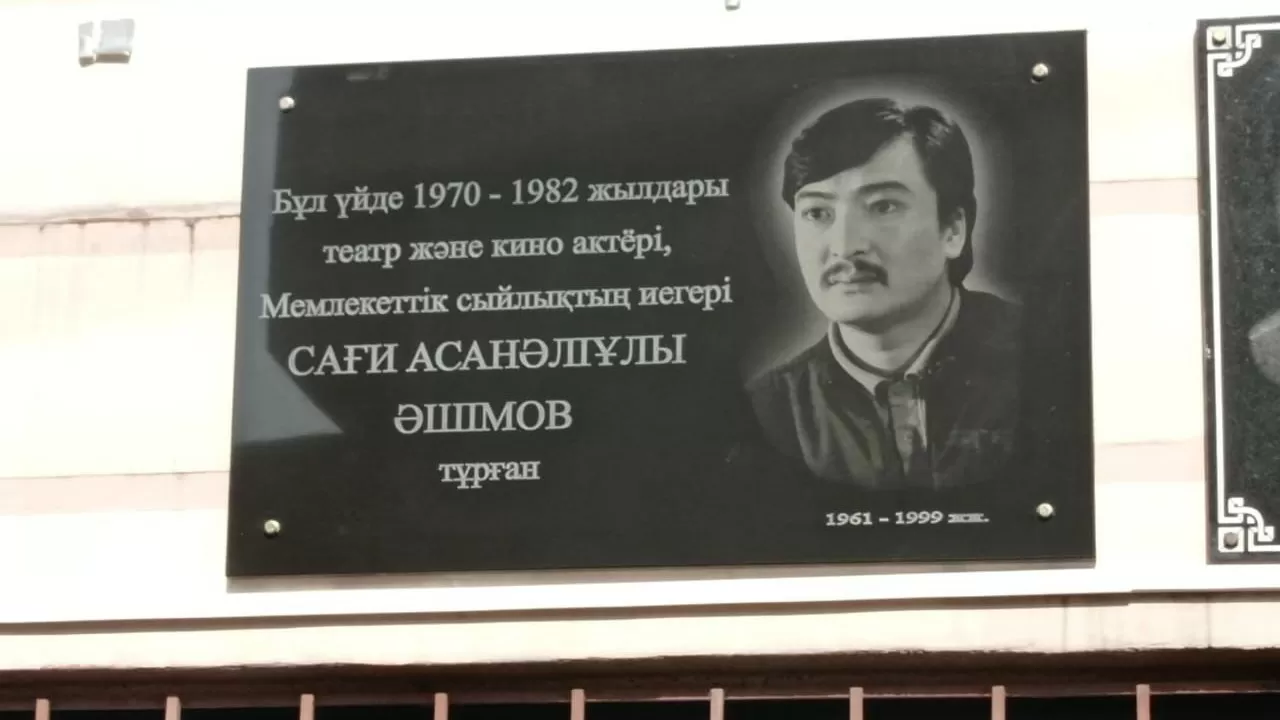 Бұл үйде 1970 - 1982 жылдары
театр және кино актёрі,
Мемлекеттік сыйлықтың иегері
САҒИ АСАНӘЛІҰЛЫ
ӘШІМОВ
тұрған
1961 - 1999 жж.